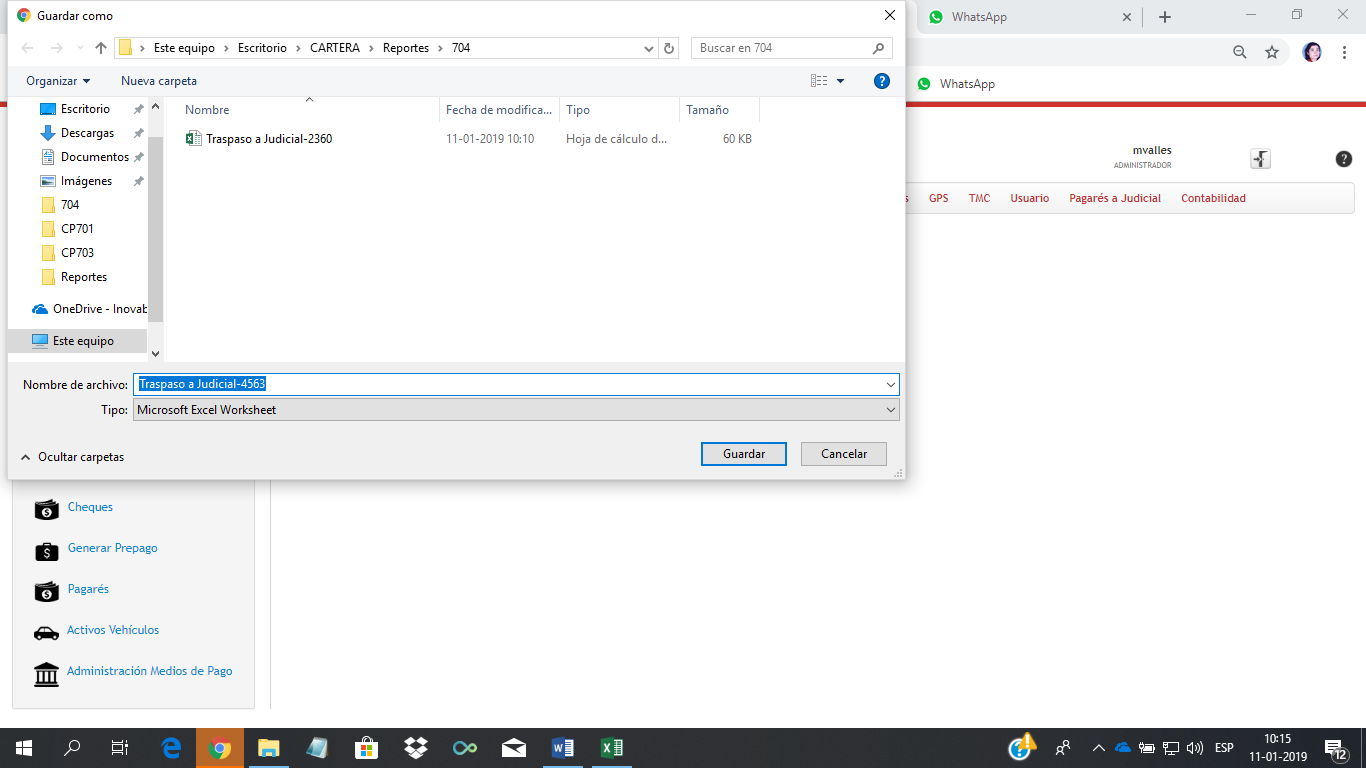 Guardar como
WhatsApp
Este equipo > Escritorio > CARTERA > Reportes > 704
Buscar en 704
Organizar
Nueva carpeta
WhatsApp
Escritorio
Descargas
Documentos
Imágenes
704
CP701
CP703
Reportes
OneDrive - Inovab
Este equipo
Nombre
Fecha de modifica...
Tipo
Tamaño
Traspaso a Judicial-2360
11-01-2019 10:10
Hoja de cálculo d...
60 KB
mvalles
ADMINISTRADOR
s
GPS
TMC
Usuario
Pagarés a Judicial
Contabilidad
Nombre de archivo: Traspaso a Judicial-4563
Tipo: Microsoft Excel Worksheet
Ocultar carpetas
Guardar
Cancelar
Cheques
Generar Prepago
Pagarés
Activos Vehículos
Administración Medios de Pago
ESP
10:15
11-01-2019
12